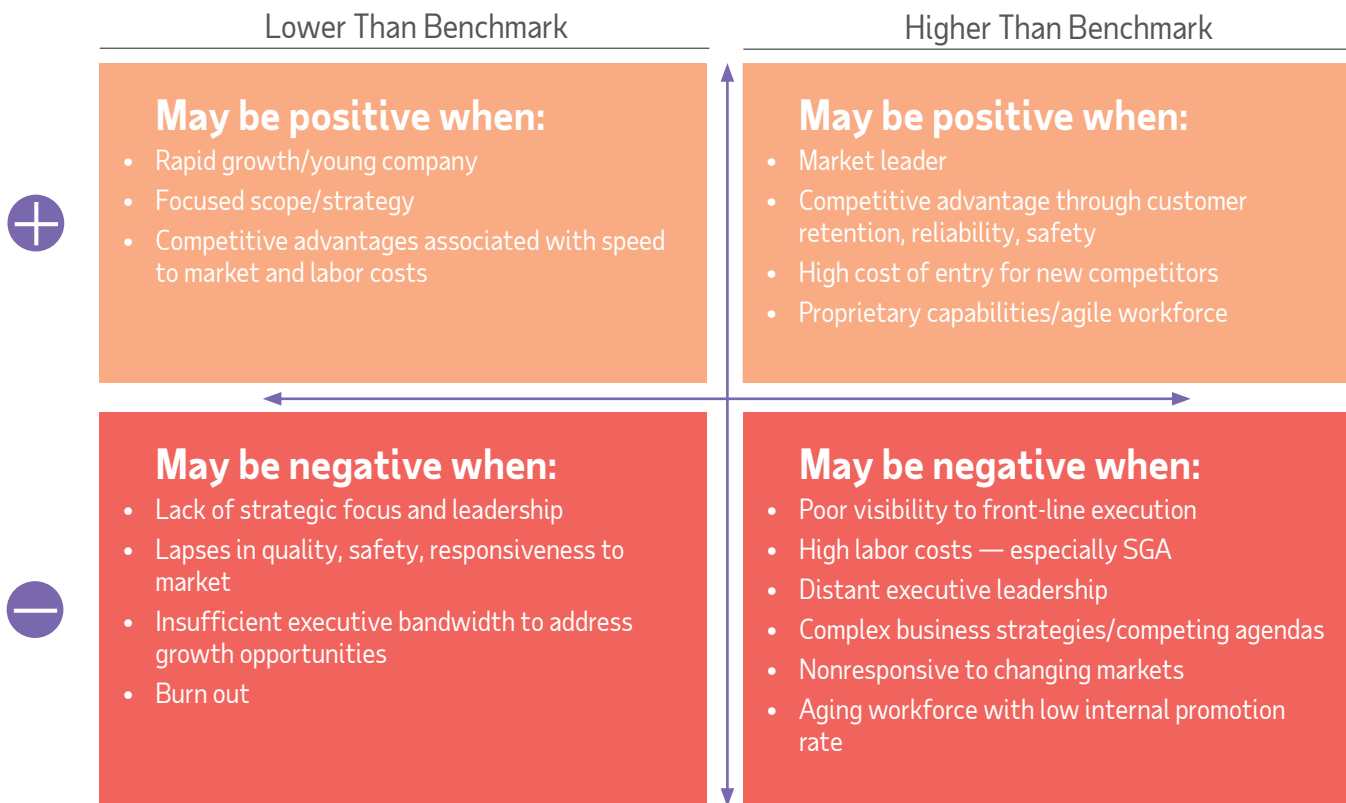 Lower Than Benchmark
Higher Than Benchmark
May be positive when:
• Rapid growth/young company
• Focused scope/strategy
• Competitive advantages associated with speed
to market and labor costs
May be positive when:
• Market leader
• Competitive advantage through customer
retention, reliability, safety
• High cost of entry for new competitors
• Proprietary capabilities/agile workforce
May be negative when:
• Lack of strategic focus and leadership
• Lapses in quality, safety, responsiveness to
market
• Insufficient executive bandwidth to address
growth opportunities
• Burn out
May be negative when:
• Poor visibility to front-line execution
• High labor costs — especially SGA
• Distant executive leadership
• Complex business strategies/competing agendas
• Nonresponsive to changing markets
• Aging workforce with low internal promotion
rate